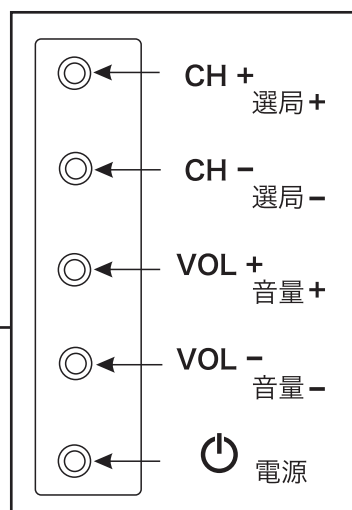 CH +
選局 +
CH −
選局 −
VOL +
音量 +
VOL −
音量 −
電源